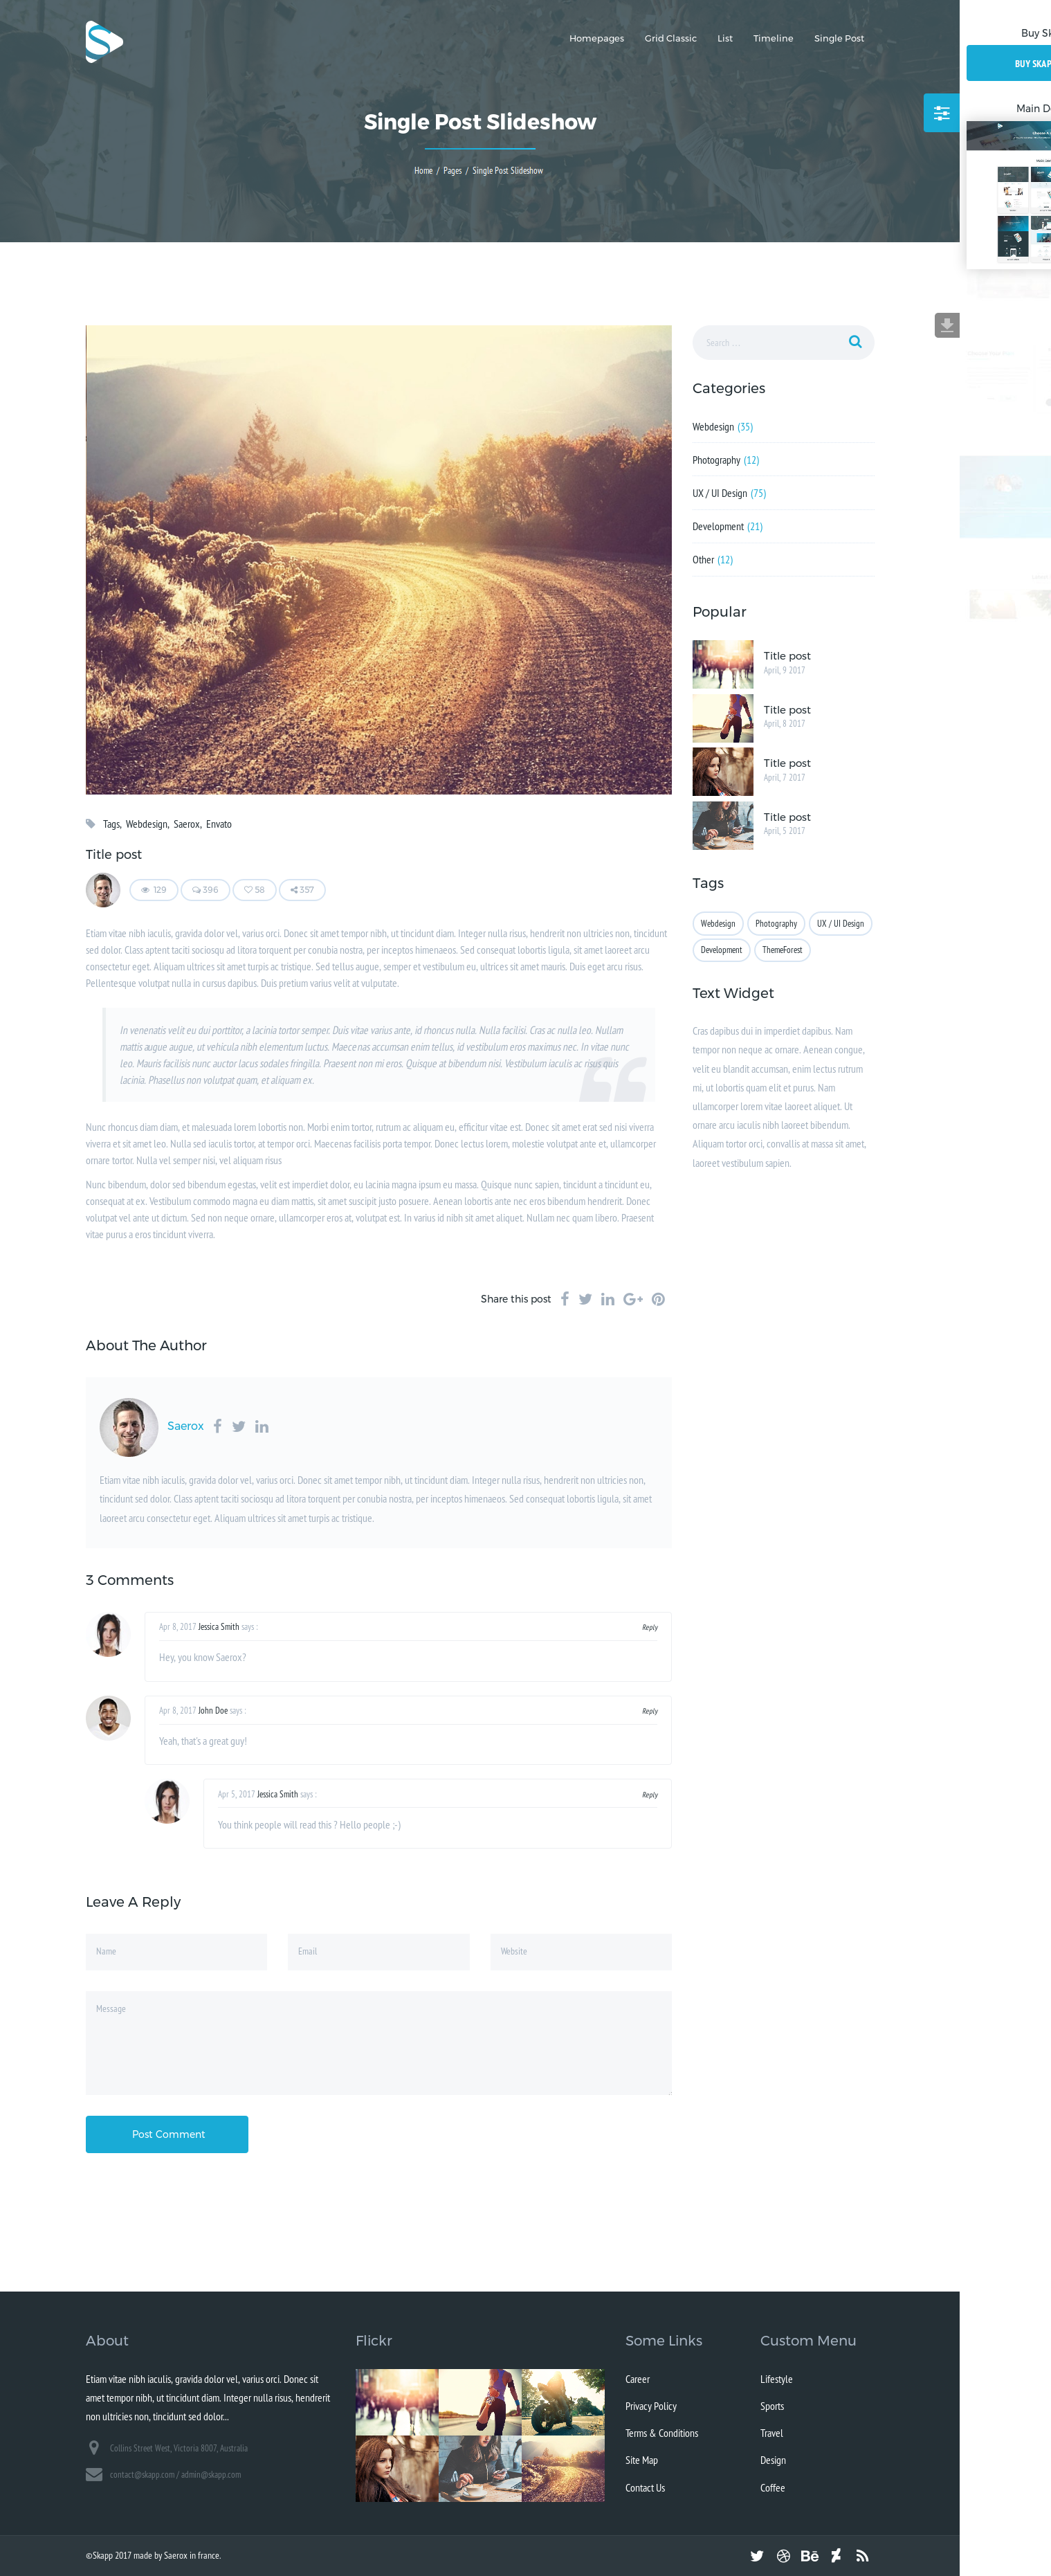 Homepages Grid Classic List Timeline Single Post
Single Post Slideshow
Home / Pages / Single Post Slideshow
BUY SKAP
Search ....
Categories
Webdesign (35)
Photography (12)
UX / UI Design (75)
Development (21)
Other (12)
Popular
Title post
April, 9 2017
Title post
April, 8 2017
Title post
April, 7 2017
Title post
April, 5 2017
Tags
Webdesign Photography UX / UI Design
Development ThemeForest
Text Widget
Cras dapibus dui in imperdiet dapibus. Nam
tempor non neque ac ornare. Aenean congue,
velit eu blandit accumsan, enim lectus rutrum
mi, ut lobortis quam elit et purus. Nam
ullamcorper lorem vitae laoreet aliquet. Ut
ornare arcu iaculis nibh laoreet bibendum.
Aliquam tortor orci, convallis at massa sit amet,
laoreet vestibulum sapien.
Tags, Webdesign, Saerox, Envato
Title post
129 396 58 357
Etiam vitae nibh iaculis, gravida dolor vel, varius orci. Donec sit amet tempor nibh, ut tincidunt diam. Integer nulla risus, hendrerit non ultricies non, tincidunt
sed dolor. Class aptent taciti sociosqu ad litora torquent per conubia nostra, per inceptos himenaeos. Sed consequat lobortis ligula, sit amet laoreet arcu
consectetur eget. Aliquam ultrices sit amet turpis ac tristique. Sed tellus augue, semper et vestibulum eu, ultrices sit amet mauris. Duis eget arcu risus.
Pellentesque volutpat nulla in cursus dapibus. Duis pretium varius velit at vulputate.
In venenatis velit eu dui porttitor, a lacinia tortor semper. Duis vitae varius ante, id rhoncus nulla. Nulla facilisi. Cras ac nulla leo. Nullam
mattis augue augue, ut vehicula nibh elementum luctus. Maecenas accumsan enim tellus, id vestibulum eros maximus nec. In vitae nunc
leo. Mauris facilisis nunc auctor lacus sodales fringilla. Praesent non mi eros. Quisque at bibendum nisi. Vestibulum iaculis ac risus quis
lacinia. Phasellus non volutpat quam, et aliquam ex.
Nunc rhoncus diam diam, et malesuada lorem lobortis non. Morbi enim tortor, rutrum ac aliquam eu, efficitur vitae est. Donec sit amet erat sed nisi viverra
viverra et sit amet leo. Nulla sed iaculis tortor, at tempor orci. Maecenas facilisis porta tempor. Donec lectus lorem, molestie volutpat ante et, ullamcorper
ornare tortor. Nulla vel semper nisi, vel aliquam risus
Nunc bibendum, dolor sed bibendum egestas, velit est imperdiet dolor, eu lacinia magna ipsum eu massa. Quisque nunc sapien, tincidunt a tincidunt eu,
consequat at ex. Vestibulum commodo magna eu diam mattis, sit amet suscipit justo posuere. Aenean lobortis ante nec eros bibendum hendrerit. Donec
volutpat vel ante ut dictum. Sed non neque ornare, ullamcorper eros at, volutpat est. In varius id nibh sit amet aliquet. Nullam nec quam libero. Praesent
vitae purus a eros tincidunt viverra.
Share this post
About The Author
Saerox
Etiam vitae nibh iaculis, gravida dolor vel, varius orci. Donec sit amet tempor nibh, ut tincidunt diam. Integer nulla risus, hendrerit non ultricies non,
tincidunt sed dolor. Class aptent taciti sociosqu ad litora torquent per conubia nostra, per inceptos himenaeos. Sed consequat lobortis ligula, sit amet
laoreet arcu consectetur eget. Aliquam ultrices sit amet turpis ac tristique.
3 Comments
Apr 8, 2017 Jessica Smith says : Reply
Hey, you know Saerox?
Apr 8, 2017 John Doe says : Reply
Yeah, that's a great guy!
Apr 5, 2017 Jessica Smith says : Reply
You think people will read this ? Hello people ;-)
Leave A Reply
Name Email Website
Message
Post Comment
About
Etiam vitae nibh iaculis, gravida dolor vel, varius orci. Donec sit
amet tempor nibh, ut tincidunt diam. Integer nulla risus, hendrerit
non ultricies non, tincidunt sed dolor...
Collins Street West, Victoria 8007, Australia
contact@skapp.com / admin@skapp.com
Flickr
Some Links
Career
Privacy Policy
Terms & Conditions
Site Map
Contact Us
Custom Menu
Lifestyle
Sports
Travel
Design
Coffee
©Skapp 2017 made by Saerox in france.